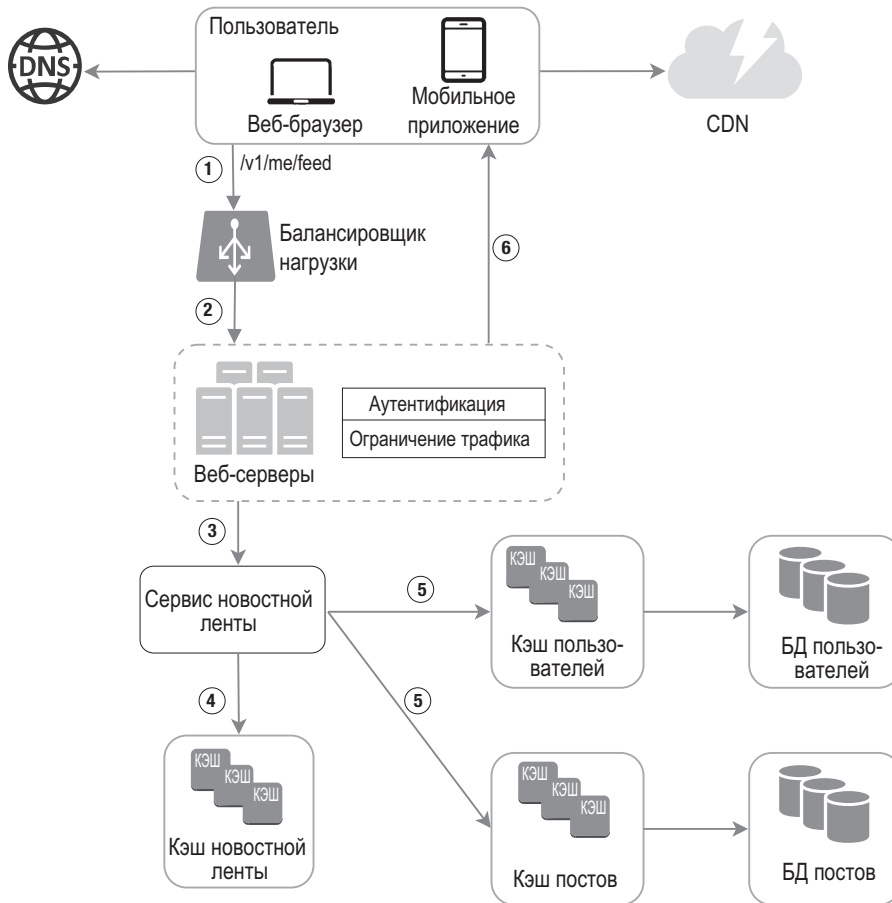 Пользователь
DNS
Веб-браузер
Мобильное
приложение
CDN
1
/v1/me/feed
Балансировщик
нагрузки
6
2
Аутентификация
Ограничение трафика
Веб-серверы
3
Сервис новостной
ленты
5
КЭШ
КЭШ
КЭШ
Кэш пользо-
вателей
БД пользо-
вателей
4
5
КЭШ
КЭШ
КЭШ
Кэш новостной
ленты
КЭШ
КЭШ
КЭШ
Кэш постов
БД постов